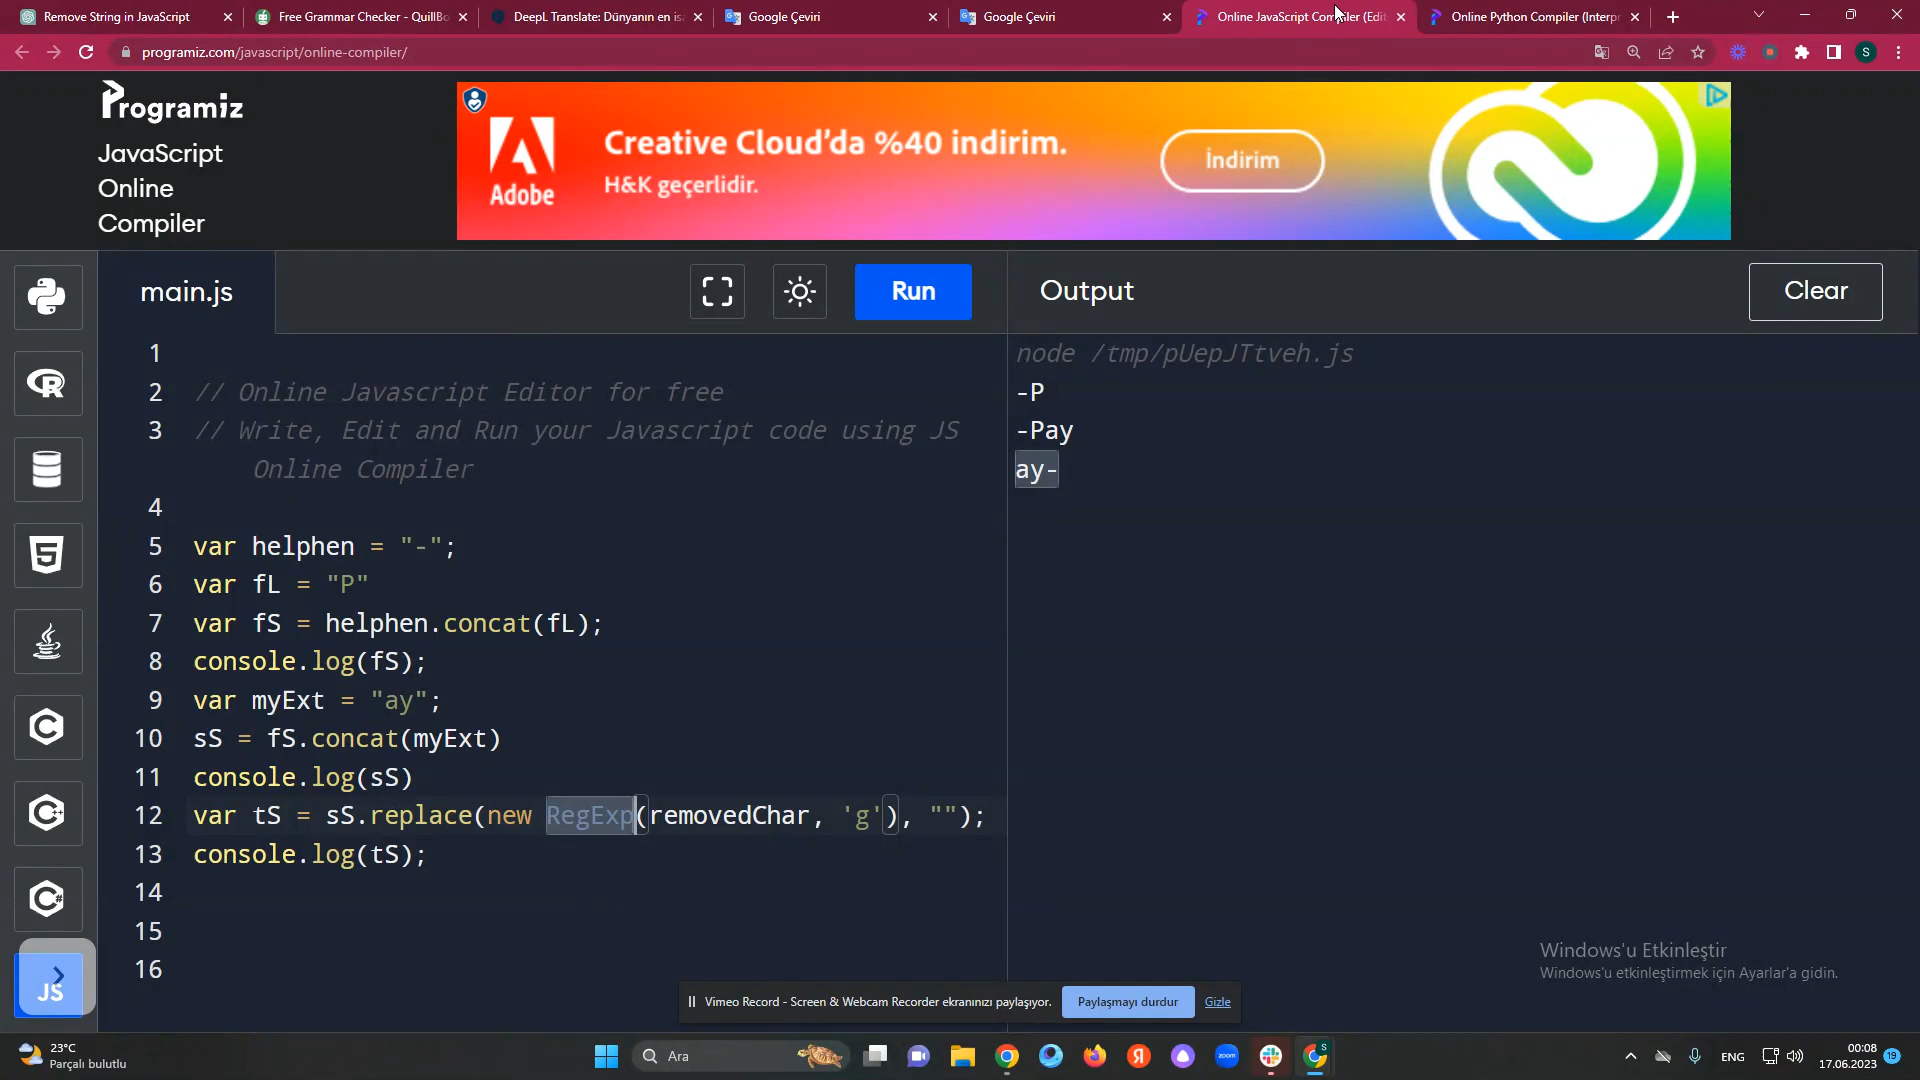 Remove String in JavaScript
Free Grammar Checker - QuillBo
DeepL Translate: Dünyanın en is
Google Çeviri
Google Çeviri
Online JavaScript Compiler (Edit
Online Python Compiler (Interpr
programiz.com/javascript/online-compiler/
S
Programiz
JavaScript
Online
Compiler
Adobe
Creative Cloud’da %40 indirim.
H&K geçerlidir.
İndirim
main.js
Run
Output
Clear
1
2 // Online Javascript Editor for free
3 // Write, Edit and Run your Javascript code using JS
Online Compiler
4
5 var helphen = "-";
6 var fL = "P"
7 var fS = helphen.concat(fL);
8 console.log(fS);
9 var myExt = "ay";
10 sS = fS.concat(myExt)
11 console.log(sS)
12 var tS = sS.replace(new RegExp(removedChar, 'g'), "");
13 console.log(tS);
14
15
16
node /tmp/pUepJTtveh.js
-P
-Pay
ay-
JS
Windows'u Etkinleştir
Windows'u etkinleştirmek için Ayarlar'a gidin.
Vimeo Record - Screen & Webcam Recorder ekranınızı paylaşıyor.
Paylaşmayı durdur
Gizle
23°C
Parçalı bulutlu
Ara
zoom
ENG
00:08
17.06.2023
19